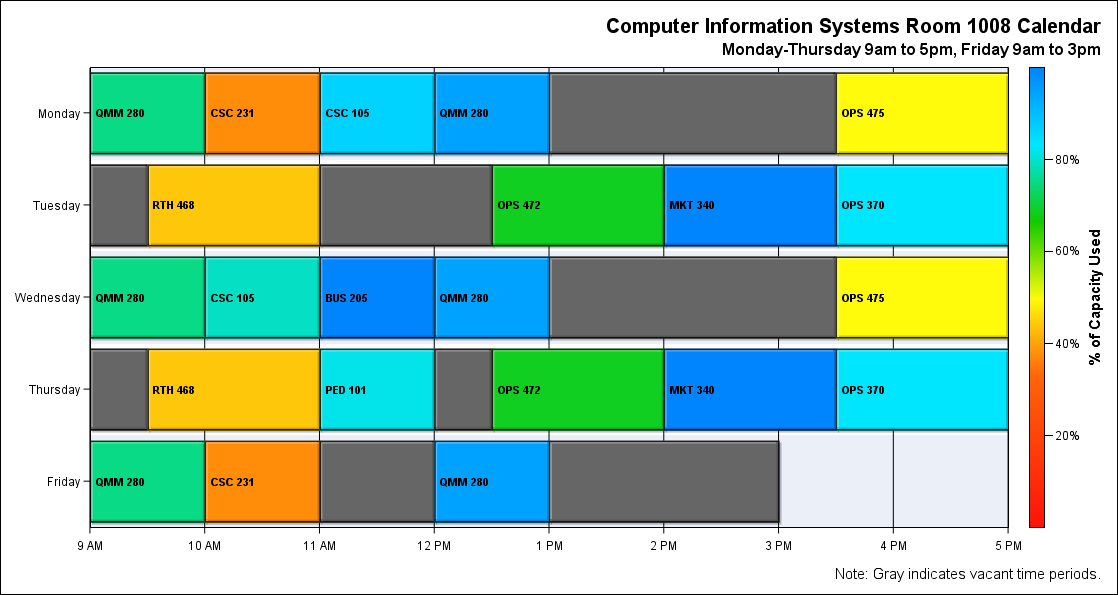 Computer Information Systems Room 1008 Calendar
Monday-Thursday 9am to 5pm, Friday 9am to 3pm
Monday
QMM 280
CSC 231
CSC 105
QMM 280
OPS 475
Tuesday
RTH 468
OPS 472
MKT 340
OPS 370
Wednesday
QMM 280
CSC 105
BUS 205
QMM 280
OPS 475
Thursday
RTH 468
PED 101
OPS 472
MKT 340
OPS 370
Friday
QMM 280
CSC 231
QMM 280
9 AM
10 AM
11 AM
12 PM
1 PM
2 PM
3 PM
4 PM
5 PM
80%
60%
40%
20%
% of Capacity Used
Note: Gray indicates vacant time periods.